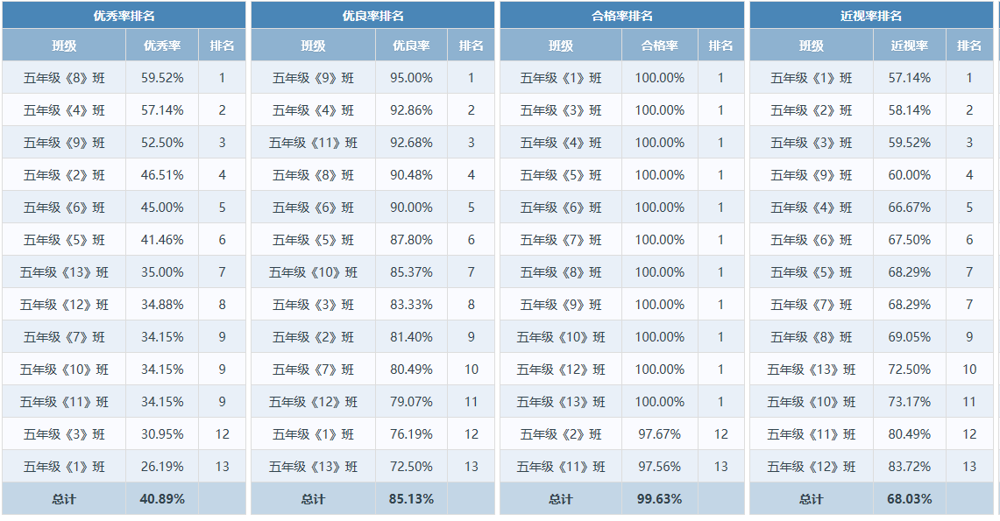 优秀率排名 优良率排名 合格率排名 近视率排名
班级 优秀率 排名 班级 优良率 排名 班级 合格率 排名 班级 近视率 排名
五年级《8》班 59.52% 1 五年级《9》班 95.00% 1 五年级《1》班 100.00% 1 五年级《1》班 57.14% 1
五年级《4》班 57.14% 2 五年级《4》班 92.86% 2 五年级《3》班 100.00% 1 五年级《2》班 58.14% 2
五年级《9》班 52.50% 3 五年级《11》班 92.68% 3 五年级《4》班 100.00% 1 五年级《3》班 59.52% 3
五年级《2》班 46.51% 4 五年级《8》班 90.48% 4 五年级《5》班 100.00% 1 五年级《9》班 60.00% 4
五年级《6》班 45.00% 5 五年级《6》班 90.00% 5 五年级《6》班 100.00% 1 五年级《4》班 66.67% 5
五年级《5》班 41.46% 6 五年级《5》班 87.80% 6 五年级《7》班 100.00% 1 五年级《6》班 67.50% 6
五年级《13》班 35.00% 7 五年级《10》班 85.37% 7 五年级《8》班 100.00% 1 五年级《5》班 68.29% 7
五年级《12》班 34.88% 8 五年级《3》班 83.33% 8 五年级《9》班 100.00% 1 五年级《7》班 68.29% 7
五年级《7》班 34.15% 9 五年级《2》班 81.40% 9 五年级《10》班 100.00% 1 五年级《8》班 69.05% 9
五年级《10》班 34.15% 9 五年级《7》班 80.49% 10 五年级《12》班 100.00% 1 五年级《13》班 72.50% 10
五年级《11》班 34.15% 9 五年级《12》班 79.07% 11 五年级《13》班 100.00% 1 五年级《10》班 73.17% 11
五年级《3》班 30.95% 12 五年级《1》班 76.19% 12 五年级《2》班 97.67% 12 五年级《11》班 80.49% 12
五年级《1》班 26.19% 13 五年级《13》班 72.50% 13 五年级《11》班 97.56% 13 五年级《12》班 83.72% 13
总计 40.89% 总计 85.13% 总计 99.63% 总计 68.03%